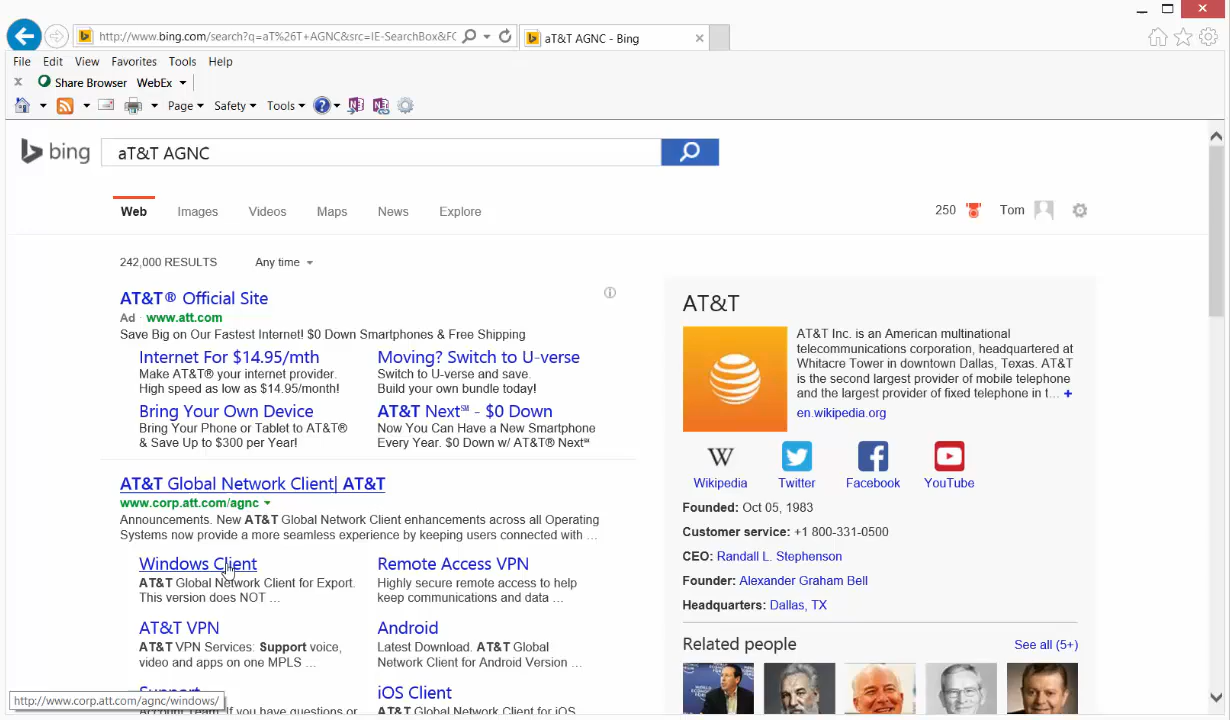 http://www.bing.com/search?q=aT%26T+AGNC&src=IE-SearchBox&FC
aT&T AGNC - Bing
File Edit View Favorites Tools Help
x Share Browser WebEx
Page Safety Tools
bing aT&T AGNC
Web Images Videos Maps News Explore
250 Tom
242,000 RESULTS Any time
AT&T® Official Site
Ad · www.att.com
Save Big on Our Fastest Internet! $0 Down Smartphones & Free Shipping
Internet For $14.95/mth
Make AT&T® your internet provider.
High speed as low as $14.95/month!
Moving? Switch to U-verse
Switch to U-verse and save.
Build your own bundle today!
Bring Your Own Device
Bring Your Phone or Tablet to AT&T®
& Save Up to $300 per Year!
AT&T Next℠ - $0 Down
Now You Can Have a New Smartphone
Every Year. $0 Down w/ AT&T® Next℠
AT&T Global Network Client| AT&T
www.corp.att.com/agnc
Announcements. New AT&T Global Network Client enhancements across all Operating
Systems now provide a more seamless experience by keeping users connected with ...
Windows Client
AT&T Global Network Client for Export.
This version does NOT ...
Remote Access VPN
Highly secure remote access to help
keep communications and data ...
AT&T VPN
AT&T VPN Services: Support voice,
video and apps on one MPLS ...
Android
Latest Download. AT&T Global
Network Client for Android Version ...
Support
Account Team. If you have questions or
iOS Client
AT&T Global Network Client for iOS
http://www.corp.att.com/agnc/windows/
AT&T
AT&T Inc. is an American multinational
telecommunications corporation, headquartered at
Whitacre Tower in downtown Dallas, Texas. AT&T
is the second largest provider of mobile telephone
and the largest provider of fixed telephone in t... +
en.wikipedia.org
W
Wikipedia Twitter Facebook YouTube
Founded: Oct 05, 1983
Customer service: +1 800-331-0500
CEO: Randall L. Stephenson
Founder: Alexander Graham Bell
Headquarters: Dallas, TX
Related people See all (5+)